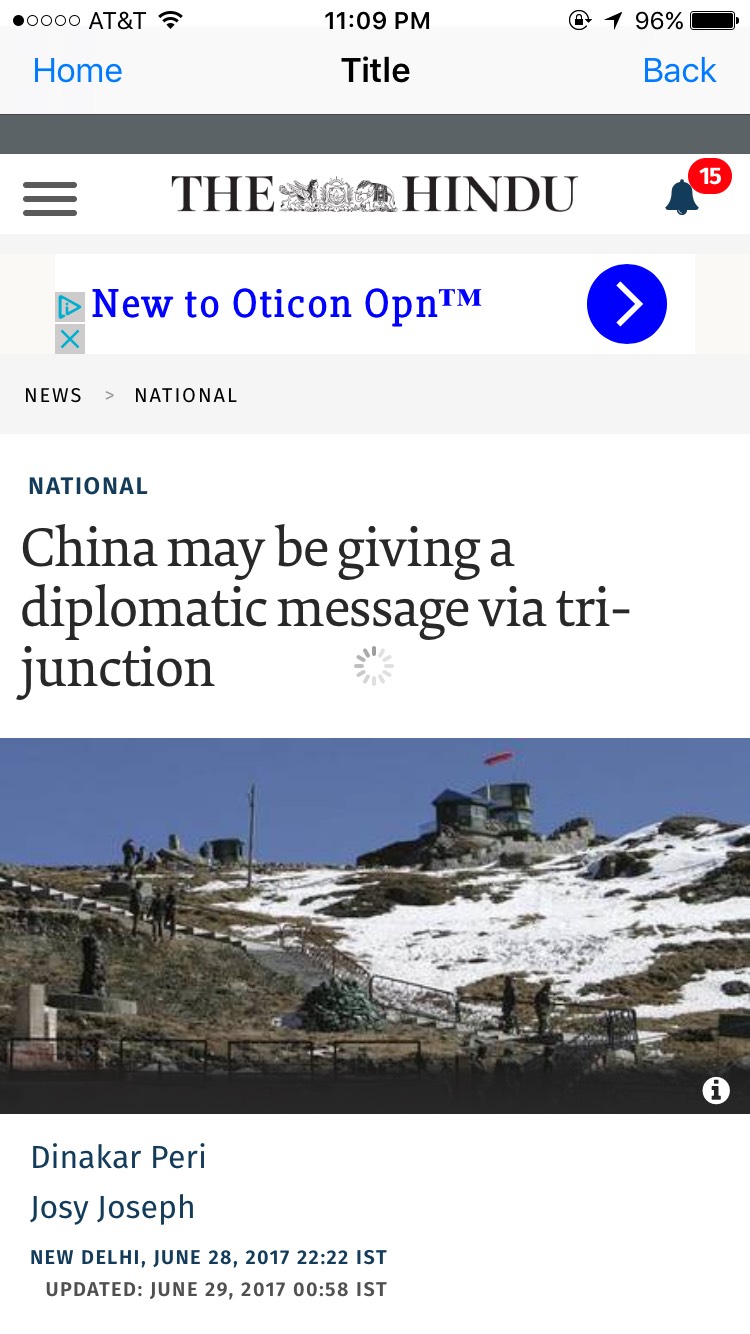 AT&T 11:09 PM 96%
Home Title Back
THE HINDU
15
New to Oticon Opn™
NEWS > NATIONAL
NATIONAL
China may be giving a
diplomatic message via tri-
junction
Dinakar Peri
Josy Joseph
NEW DELHI, JUNE 28, 2017 22:22 IST
UPDATED: JUNE 29, 2017 00:58 IST